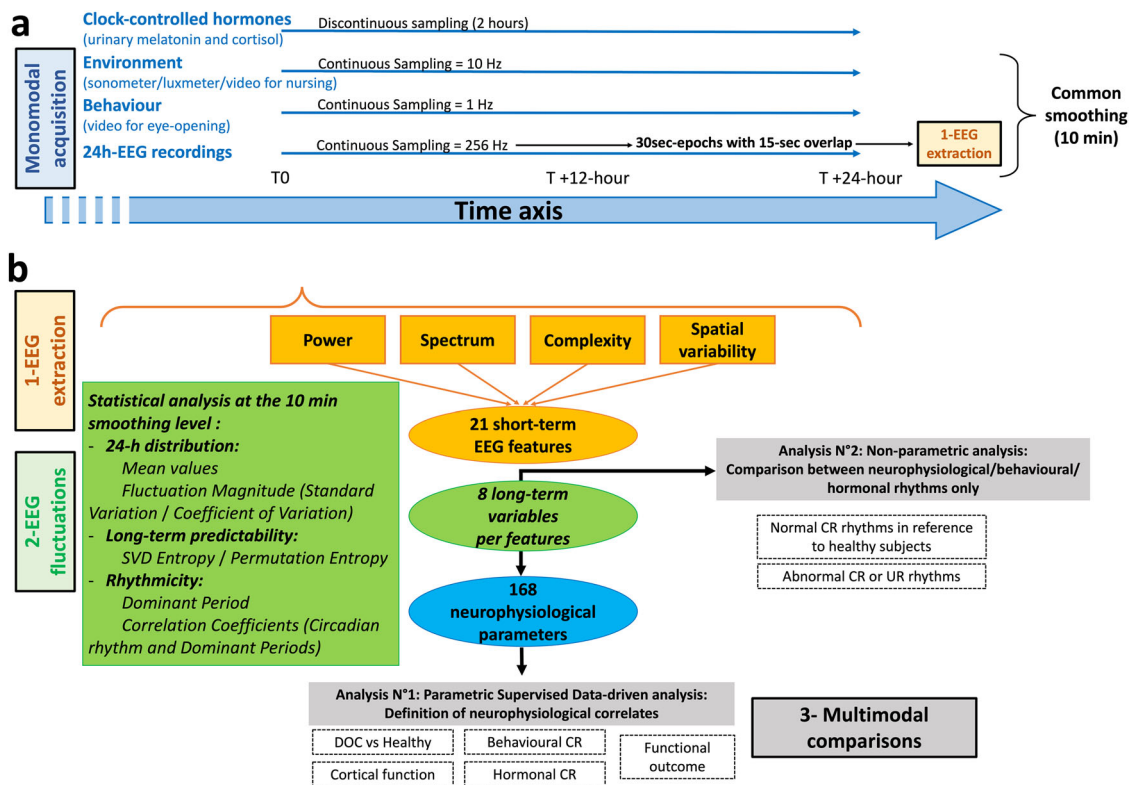 a
Monomodal
acquisition
Clock-controlled hormones
(urinary melatonin and cortisol)
Discontinuous sampling (2 hours)
Environment
(sonometer/luxmeter/video for nursing)
Continuous Sampling = 10 Hz
Behaviour
(video for eye-opening)
Continuous Sampling = 1 Hz
24h-EEG recordings
Continuous Sampling = 256 Hz
30sec-epochs with 15-sec overlap
1-EEG
extraction
Common
smoothing
(10 min)
T0
T +12-hour
T +24-hour
Time axis
b
1-EEG
extraction
2-EEG
fluctuations
Power
Spectrum
Complexity
Spatial
variability
21 short-term
EEG features
Statistical analysis at the 10 min
smoothing level :
- 24-h distribution:
Mean values
Fluctuation Magnitude (Standard
Variation / Coefficient of Variation)
- Long-term predictability:
SVD Entropy / Permutation Entropy
- Rhythmicity:
Dominant Period
Correlation Coefficients (Circadian
rhythm and Dominant Periods)
8 long-term
variables
per features
168
neurophysiological
parameters
Analysis N°2: Non-parametric analysis:
Comparison between neurophysiological/behavioural/
hormonal rhythms only
Normal CR rhythms in reference
to healthy subjects
Abnormal CR or UR rhythms
Analysis N°1: Parametric Supervised Data-driven analysis:
Definition of neurophysiological correlates
DOC vs Healthy
Behavioural CR
Functional
outcome
Cortical function
Hormonal CR
3- Multimodal
comparisons